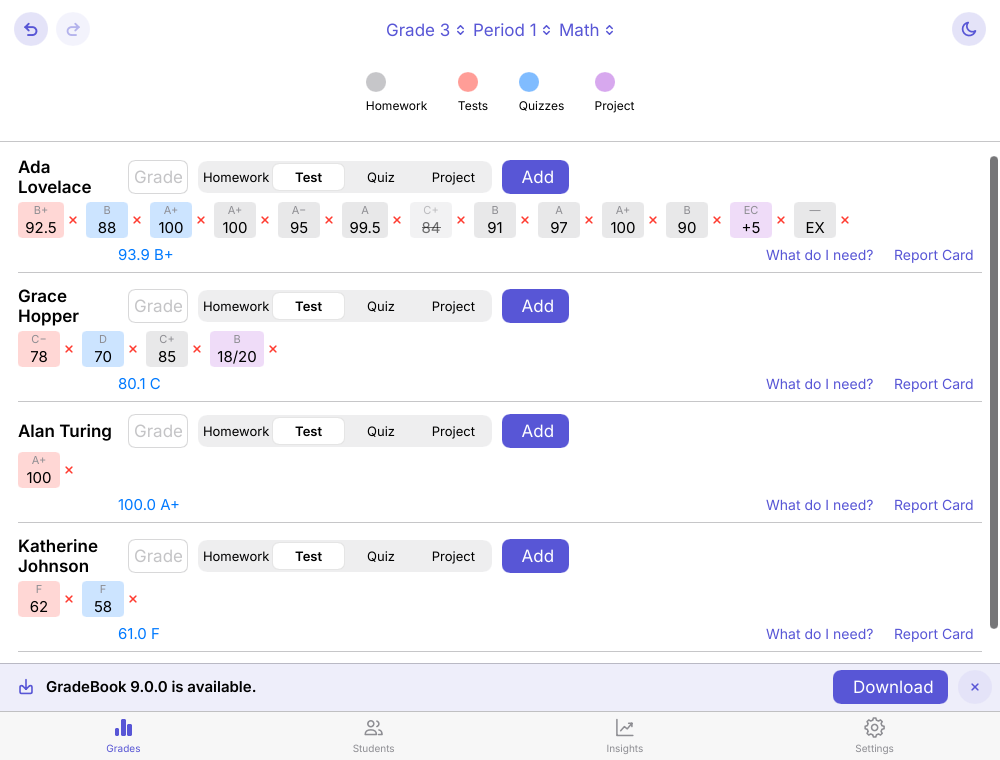 Grade 3 Period 1 Math
Homework Tests Quizzes Project
Ada Lovelace
Grade Homework Test Quiz Project Add
B+ B A+ A+ A− A C+ B A A+ B EC —
92.5 × 88 × 100 × 100 × 95 × 99.5 × 84 × 91 × 97 × 100 × 90 × +5 × EX ×
93.9 B+ What do I need? Report Card
Grace Hopper
Grade Homework Test Quiz Project Add
C− D C+ B
78 × 70 × 85 × 18/20 ×
80.1 C What do I need? Report Card
Alan Turing Grade Homework Test Quiz Project Add
A+
100 ×
100.0 A+ What do I need? Report Card
Katherine Johnson
Grade Homework Test Quiz Project Add
F F
62 × 58 ×
61.0 F What do I need? Report Card
GradeBook 9.0.0 is available. Download ×
Grades Students Insights Settings